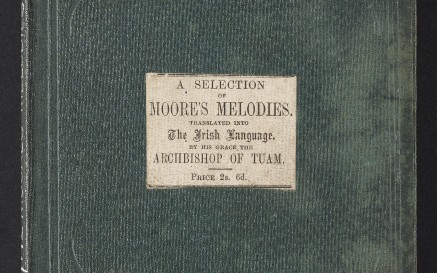 A SELECTION
OF
MOORE'S MELODIES.
TRANSLATED INTO
The Irish Language.
BY HIS GRACE THE
ARCHBISHOP OF TUAM.
PRICE 2s. 6d.